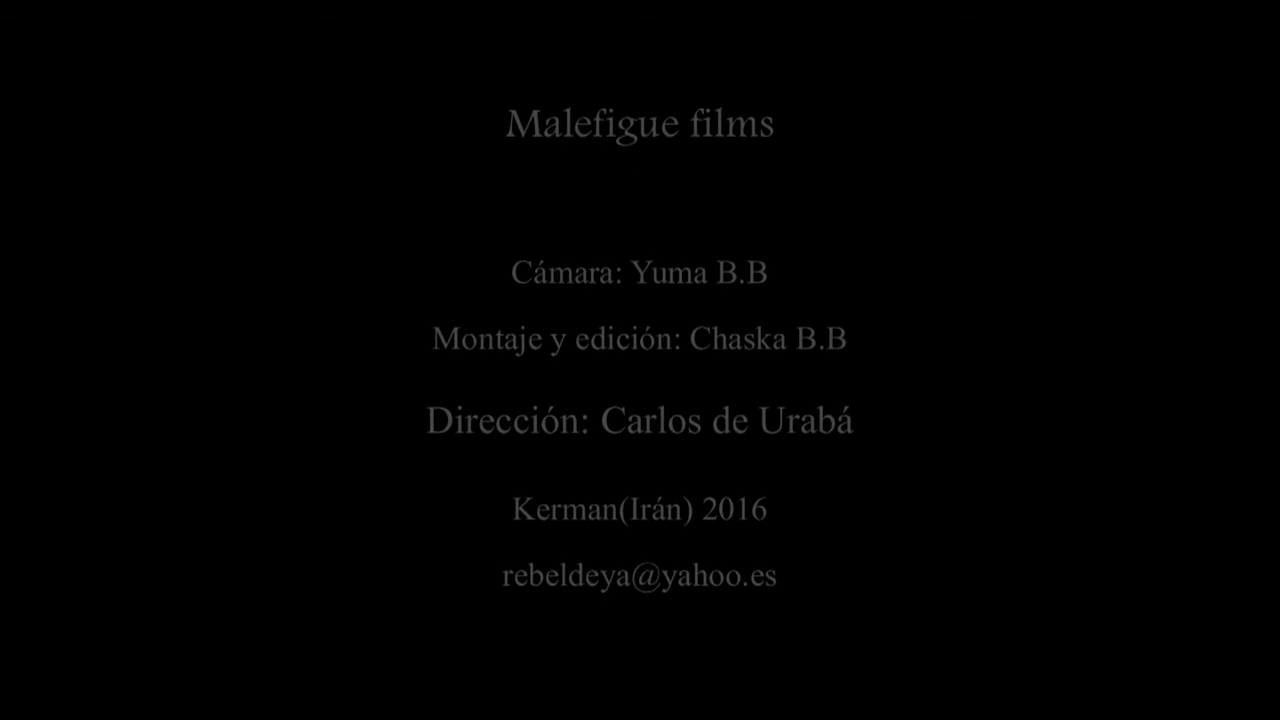 Malefigue films
Cámara: Yuma B.B
Montaje y edición: Chaska B.B
Dirección: Carlos de Urabá
Kerman(Irán) 2016
rebeldeya@yahoo.es